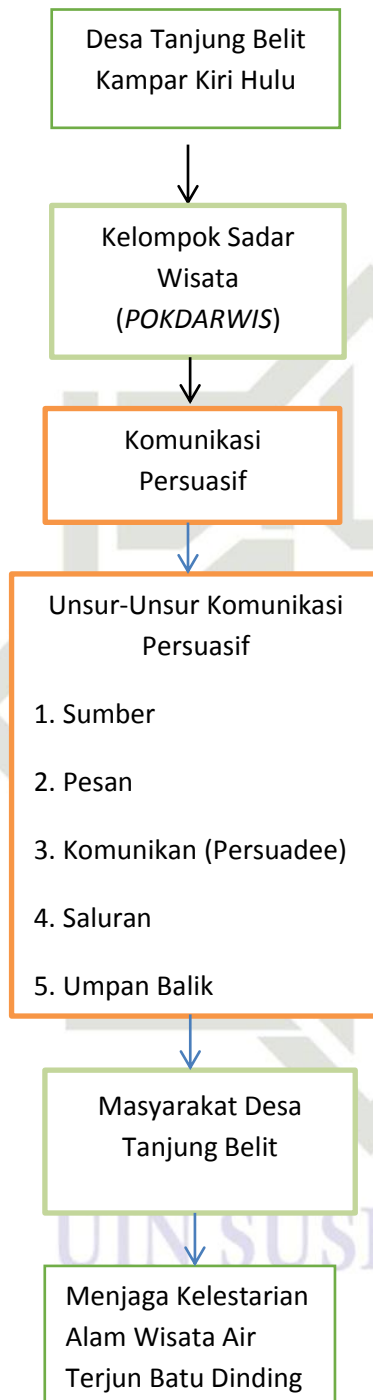 Desa Tanjung Belit
Kampar Kiri Hulu
Kelompok Sadar
Wisata
(POKDARWIS)
Komunikasi
Persuasif
Unsur-Unsur Komunikasi
Persuasif
1. Sumber
2. Pesan
3. Komunikan (Persuadee)
4. Saluran
5. Umpan Balik
Masyarakat Desa
Tanjung Belit
UIN SUS
Menjaga Kelestarian
Alam Wisata Air
Terjun Batu Dinding